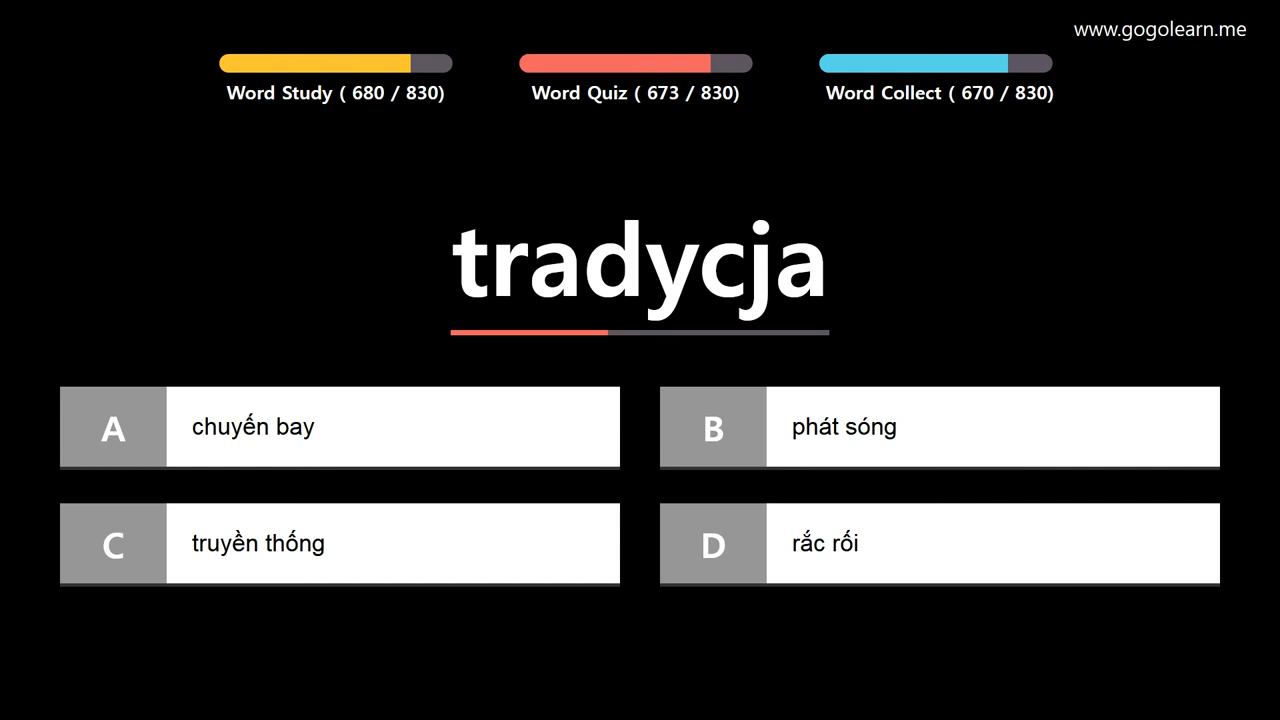 www.gogolearn.me
Word Study ( 680 / 830)
Word Quiz ( 673 / 830)
Word Collect ( 670 / 830)
tradycja
A
chuyến bay
B
phát sóng
C
truyền thống
D
rắc rối